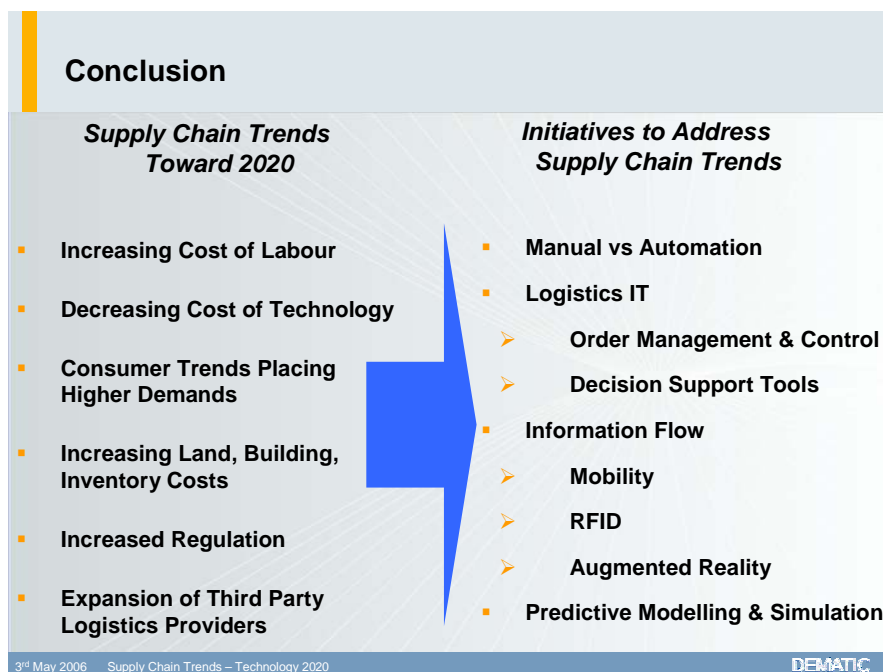 Conclusion
Supply Chain Trends
Toward 2020
Increasing Cost of Labour
Decreasing Cost of Technology
Consumer Trends Placing
Higher Demands
Increasing Land, Building,
Inventory Costs
Increased Regulation
Expansion of Third Party
Logistics Providers
Initiatives to Address
Supply Chain Trends
Manual vs Automation
Logistics IT
Order Management & Control
Decision Support Tools
Information Flow
Mobility
RFID
Augmented Reality
Predictive Modelling & Simulation
3rd May 2006 Supply Chain Trends – Technology 2020
DEMATIC